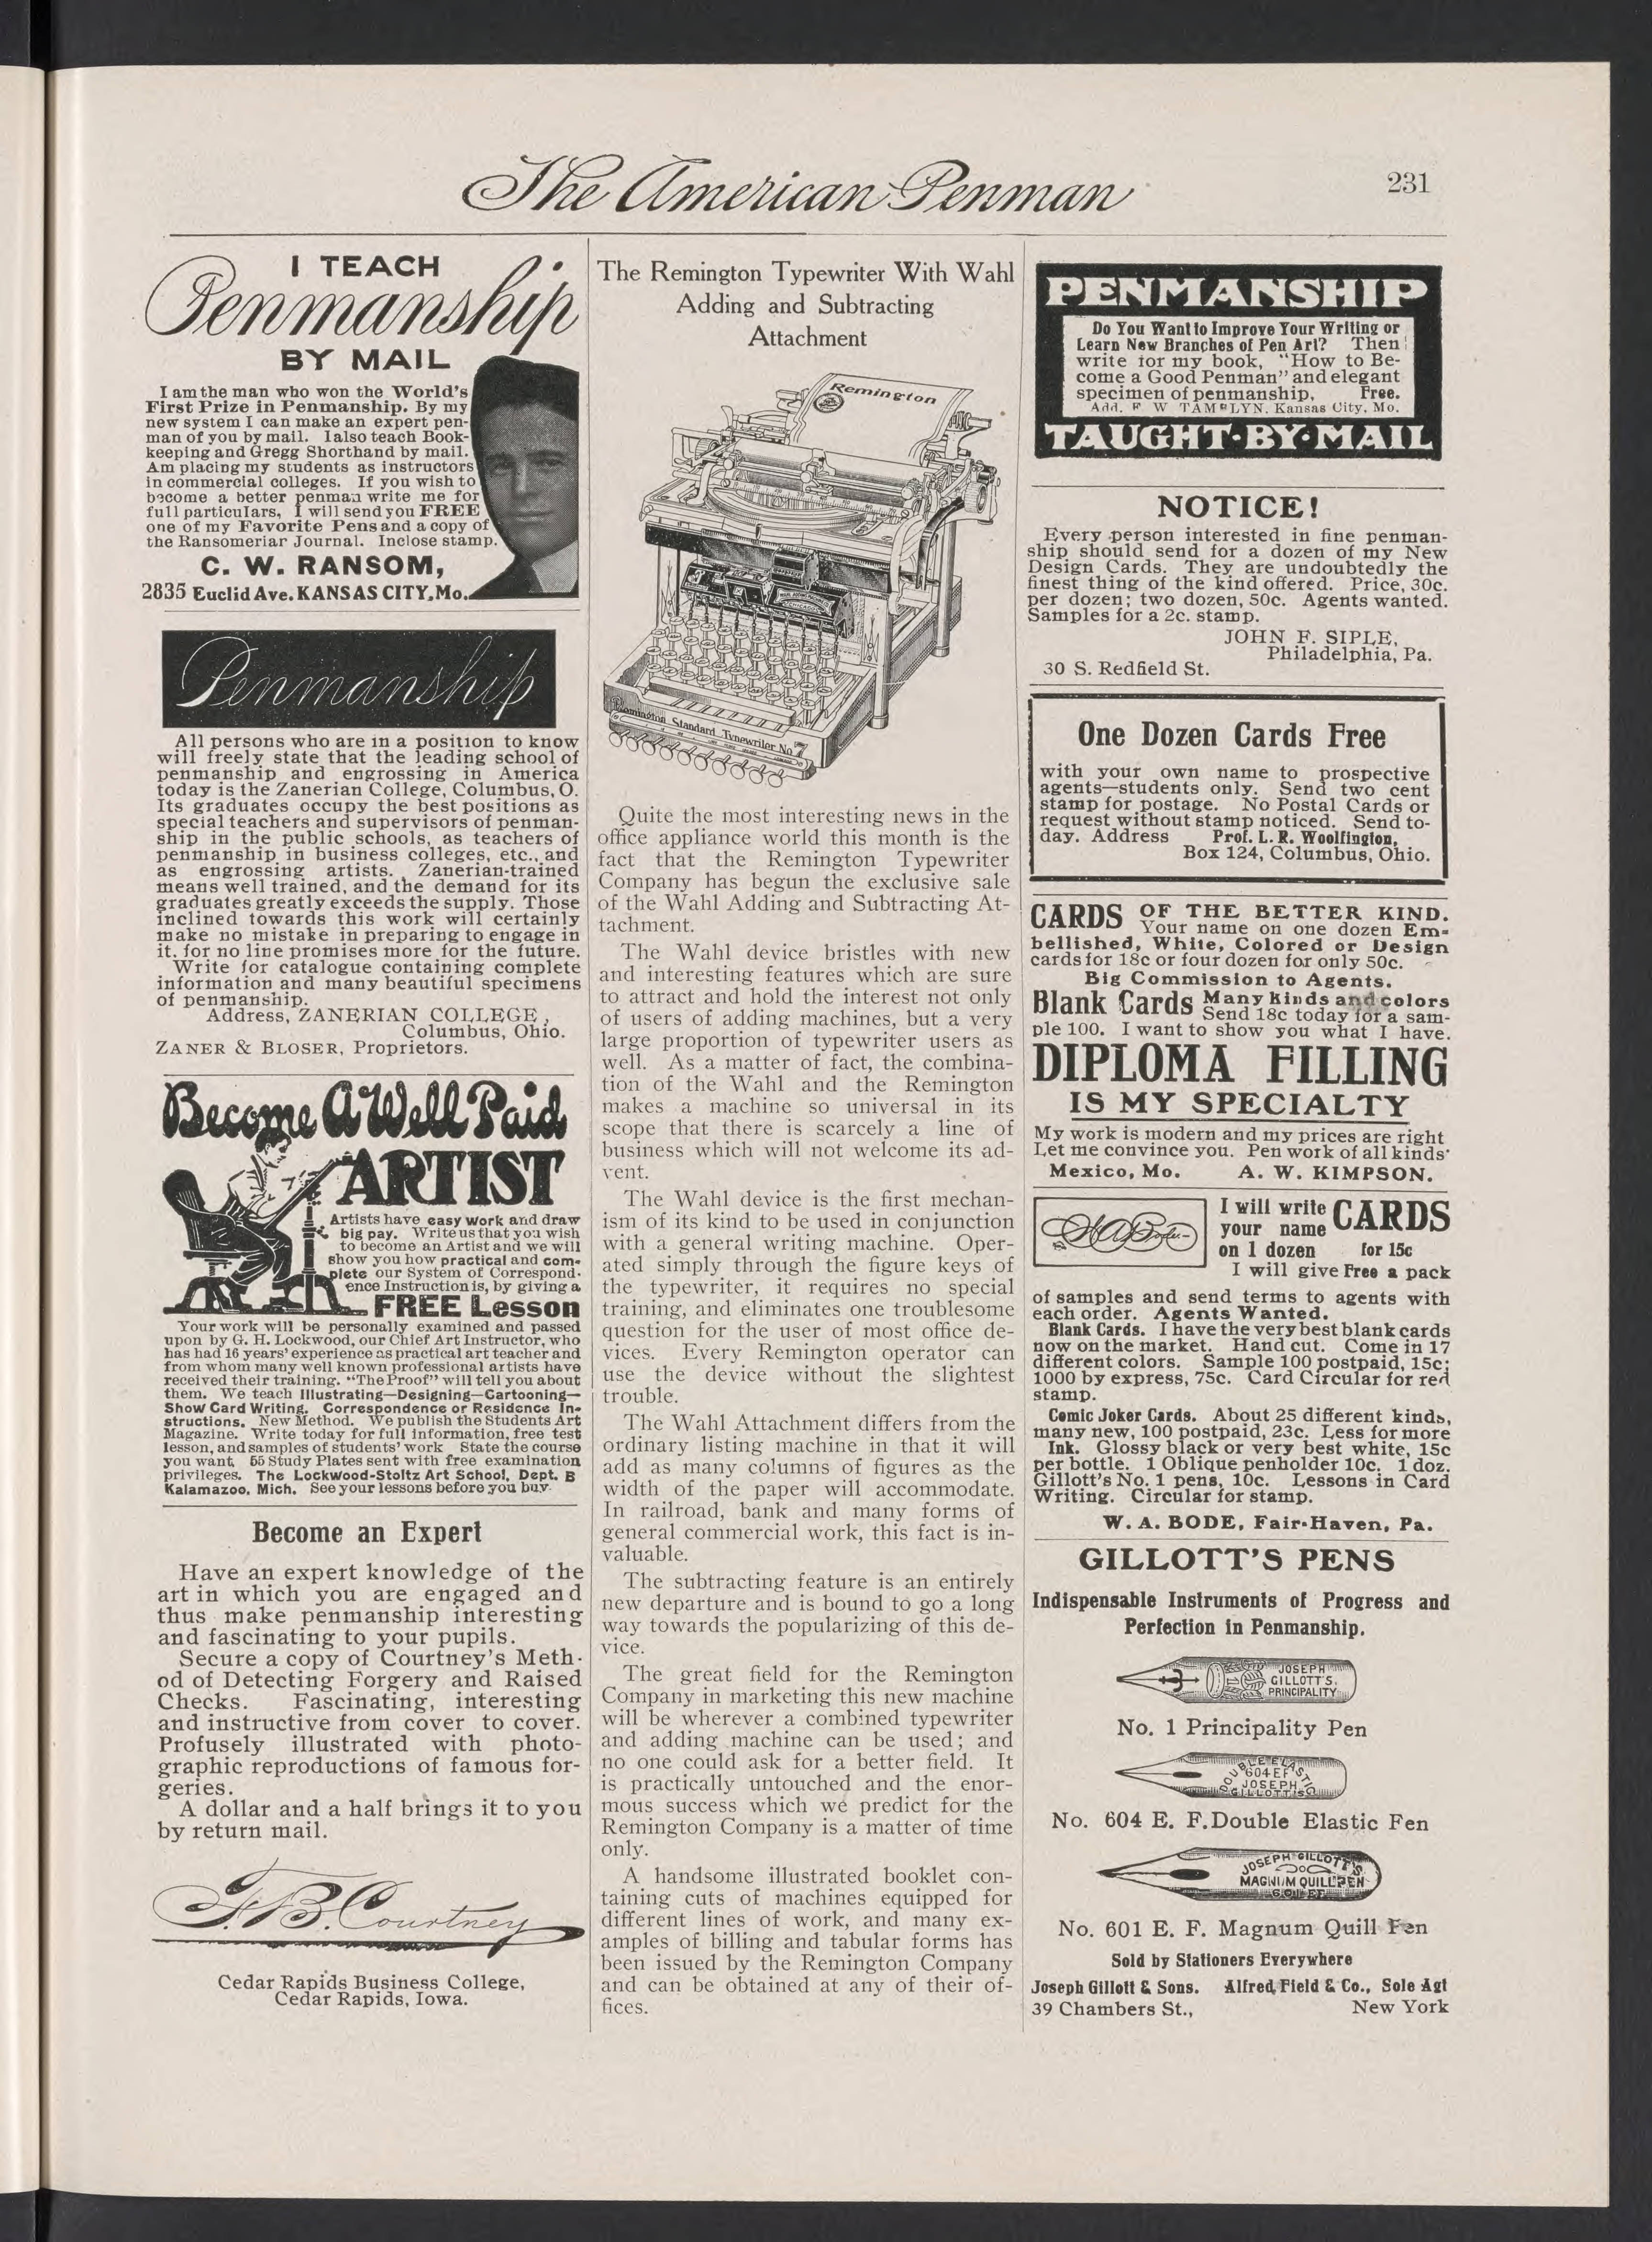 The American Penman
231
I TEACH
Penmanship
BY MAIL
I am the man who won the World's
First Prize in Penmanship. By my
new system I can make an expert pen-
man of you by mail. I also teach Book-
keeping and Gregg Shorthand by mail.
Am placing my students as instructors
in commercial colleges. If you wish to
become a better penman write me for
full particulars, I will send you FREE
one of my Favorite Pens and a copy of
the Ransomeriar Journal. Inclose stamp.
C. W. RANSOM,
2835 Euclid Ave. KANSAS CITY, Mo.
Penmanship
All persons who are in a position to know
will freely state that the leading school of
penmanship and engrossing in America
today is the Zanerian College, Columbus, O.
Its graduates occupy the best positions as
special teachers and supervisors of penman-
ship in the public schools, as teachers of
penmanship in business colleges, etc., and
as engrossing artists. Zanerian-trained
means well trained, and the demand for its
graduates greatly exceeds the supply. Those
inclined towards this work will certainly
make no mistake in preparing to engage in
it, for no line promises more for the future.
Write for catalogue containing complete
information and many beautiful specimens
of penmanship.
Address, ZANERIAN COLLEGE,
Columbus, Ohio.
ZANER & BLOSER, Proprietors.
Become A Well Paid
ARTIST
Artists have easy work and draw
big pay. Write us that you wish
to become an Artist and we will
show you how practical and com-
plete our System of Correspond-
ence Instruction is, by giving a
FREE Lesson
Your work will be personally examined and passed
upon by G. H. Lockwood, our Chief Art Instructor, who
has had 16 years' experience as practical art teacher and
from whom many well known professional artists have
received their training. "The Proof" will tell you about
them. We teach Illustrating—Designing—Cartooning—
Show Card Writing. Correspondence or Residence In-
structions. New Method. We publish the Students Art
Magazine. Write today for full information, free test
lesson, and samples of students' work State the course
you want. 55 Study Plates sent with free examination
privileges. The Lockwood-Stoltz Art School, Dept. B
Kalamazoo, Mich. See your lessons before you buy.
Become an Expert
Have an expert knowledge of the
art in which you are engaged and
thus make penmanship interesting
and fascinating to your pupils.
Secure a copy of Courtney's Meth-
od of Detecting Forgery and Raised
Checks. Fascinating, interesting
and instructive from cover to cover.
Profusely illustrated with photo-
graphic reproductions of famous for-
geries.
A dollar and a half brings it to you
by return mail.
F. B. Courtney
Cedar Rapids Business College,
Cedar Rapids, Iowa.
The Remington Typewriter With Wahl
Adding and Subtracting
Attachment
Remington
Remington Standard Typewriter No 7
Quite the most interesting news in the
office appliance world this month is the
fact that the Remington Typewriter
Company has begun the exclusive sale
of the Wahl Adding and Subtracting At-
tachment.
The Wahl device bristles with new
and interesting features which are sure
to attract and hold the interest not only
of users of adding machines, but a very
large proportion of typewriter users as
well. As a matter of fact, the combina-
tion of the Wahl and the Remington
makes a machine so universal in its
scope that there is scarcely a line of
business which will not welcome its ad-
vent.
The Wahl device is the first mechan-
ism of its kind to be used in conjunction
with a general writing machine. Oper-
ated simply through the figure keys of
the typewriter, it requires no special
training, and eliminates one troublesome
question for the user of most office de-
vices. Every Remington operator can
use the device without the slightest
trouble.
The Wahl Attachment differs from the
ordinary listing machine in that it will
add as many columns of figures as the
width of the paper will accommodate.
In railroad, bank and many forms of
general commercial work, this fact is in-
valuable.
The subtracting feature is an entirely
new departure and is bound to go a long
way towards the popularizing of this de-
vice.
The great field for the Remington
Company in marketing this new machine
will be wherever a combined typewriter
and adding machine can be used; and
no one could ask for a better field. It
is practically untouched and the enor-
mous success which we predict for the
Remington Company is a matter of time
only.
A handsome illustrated booklet con-
taining cuts of machines equipped for
different lines of work, and many ex-
amples of billing and tabular forms has
been issued by the Remington Company
and can be obtained at any of their of-
fices.
PENMANSHIP
Do You Want to Improve Your Writing or
Learn New Branches of Pen Art? Then
write for my book, "How to Be-
come a Good Penman" and elegant
specimen of penmanship, Free.
Add. F W TAMBLYN, Kansas City, Mo.
TAUGHT·BY·MAIL
NOTICE!
Every person interested in fine penman-
ship should send for a dozen of my New
Design Cards. They are undoubtedly the
finest thing of the kind offered. Price, 30c.
per dozen; two dozen, 50c. Agents wanted.
Samples for a 2c. stamp.
JOHN F. SIPLE,
Philadelphia, Pa.
30 S. Redfield St.
One Dozen Cards Free
with your own name to prospective
agents—students only. Send two cent
stamp for postage. No Postal Cards or
request without stamp noticed. Send to-
day. Address Prof. L. R. Woolfington,
Box 124, Columbus, Ohio.
CARDS OF THE BETTER KIND.
Your name on one dozen Em-
bellished, White, Colored or Design
cards for 18c or four dozen for only 50c.
Big Commission to Agents.
Blank Cards Many kinds and colors
Send 18c today for a sam-
ple 100. I want to show you what I have.
DIPLOMA FILLING
IS MY SPECIALTY
My work is modern and my prices are right
Let me convince you. Pen work of all kinds
Mexico, Mo. A. W. KIMPSON.
I will write CARDS
your name
on 1 dozen for 15c
I will give Free a pack
of samples and send terms to agents with
each order. Agents Wanted.
Blank Cards. I have the very best blank cards
now on the market. Hand cut. Come in 17
different colors. Sample 100 postpaid, 15c;
1000 by express, 75c. Card Circular for red
stamp.
Comic Joker Cards. About 25 different kinds,
many new, 100 postpaid, 23c. Less for more
Ink. Glossy black or very best white, 15c
per bottle. 1 Oblique penholder 10c. 1 doz.
Gillott's No. 1 pens, 10c. Lessons in Card
Writing. Circular for stamp.
W. A. BODE, Fair-Haven, Pa.
GILLOTT'S PENS
Indispensable Instruments of Progress and
Perfection in Penmanship.
JOSEPH
GILLOTT'S.
PRINCIPALITY
No. 1 Principality Pen
DOUBLE ELASTIC
604 EF
JOSEPH
GILLOTT'S
No. 604 E. F. Double Elastic Fen
JOSEPH GILLOTT'S
MAGNUM QUILL PEN
601 EF
No. 601 E. F. Magnum Quill Pen
Sold by Stationers Everywhere
Joseph Gillott & Sons. Alfred Field & Co., Sole Agt
39 Chambers St., New York